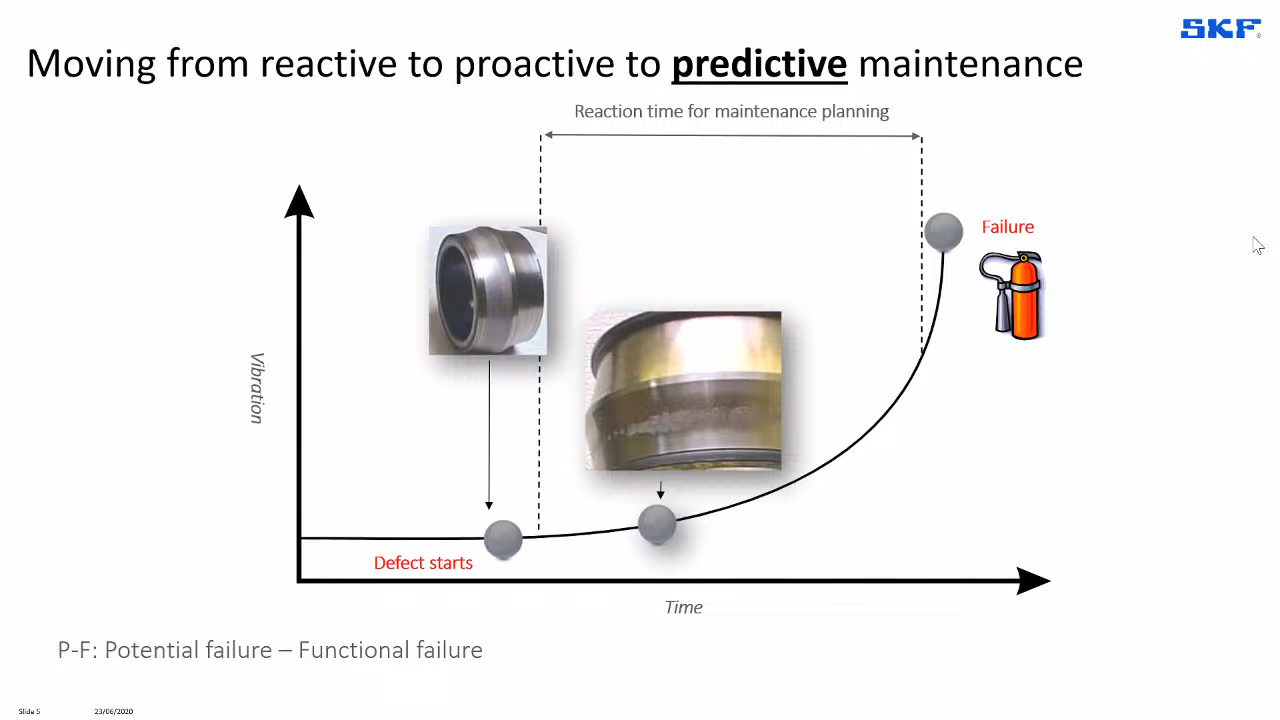 SKF
Moving from reactive to proactive to predictive maintenance
Reaction time for maintenance planning
Failure
Vibration
Defect starts
Time
P-F: Potential failure – Functional failure
Slide 5 23/06/2020